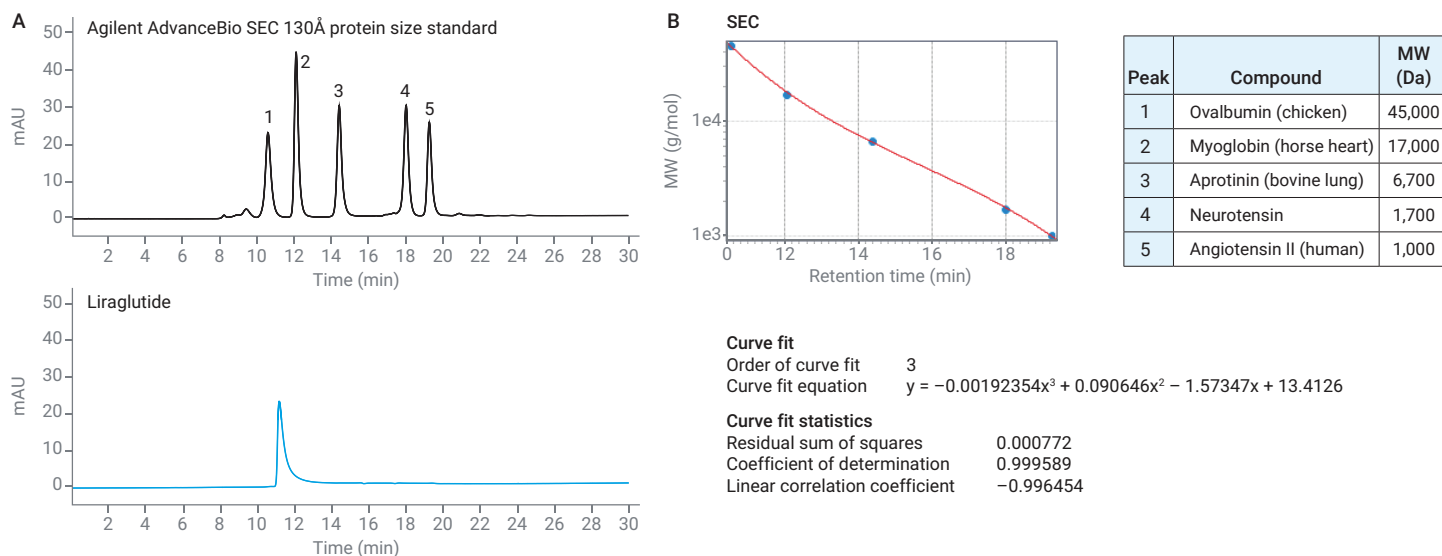 A
Agilent AdvanceBio SEC 130Å protein size standard
50
40
30
20
10
0
mAU
1
2
3
4
5
2 4 6 8 10 12 14 16 18 20 22 24 26 28 30
Time (min)
Liraglutide
50
40
30
20
10
0
mAU
2 4 6 8 10 12 14 16 18 20 22 24 26 28 30
Time (min)
B
SEC
MW (g/mol)
1e4
1e3
0 12 14 16 18
Retention time (min)
Peak Compound MW (Da)
1 Ovalbumin (chicken) 45,000
2 Myoglobin (horse heart) 17,000
3 Aprotinin (bovine lung) 6,700
4 Neurotensin 1,700
5 Angiotensin II (human) 1,000
Curve fit
Order of curve fit 3
Curve fit equation y = −0.00192354x³ + 0.090646x² − 1.57347x + 13.4126
Curve fit statistics
Residual sum of squares 0.000772
Coefficient of determination 0.999589
Linear correlation coefficient −0.996454